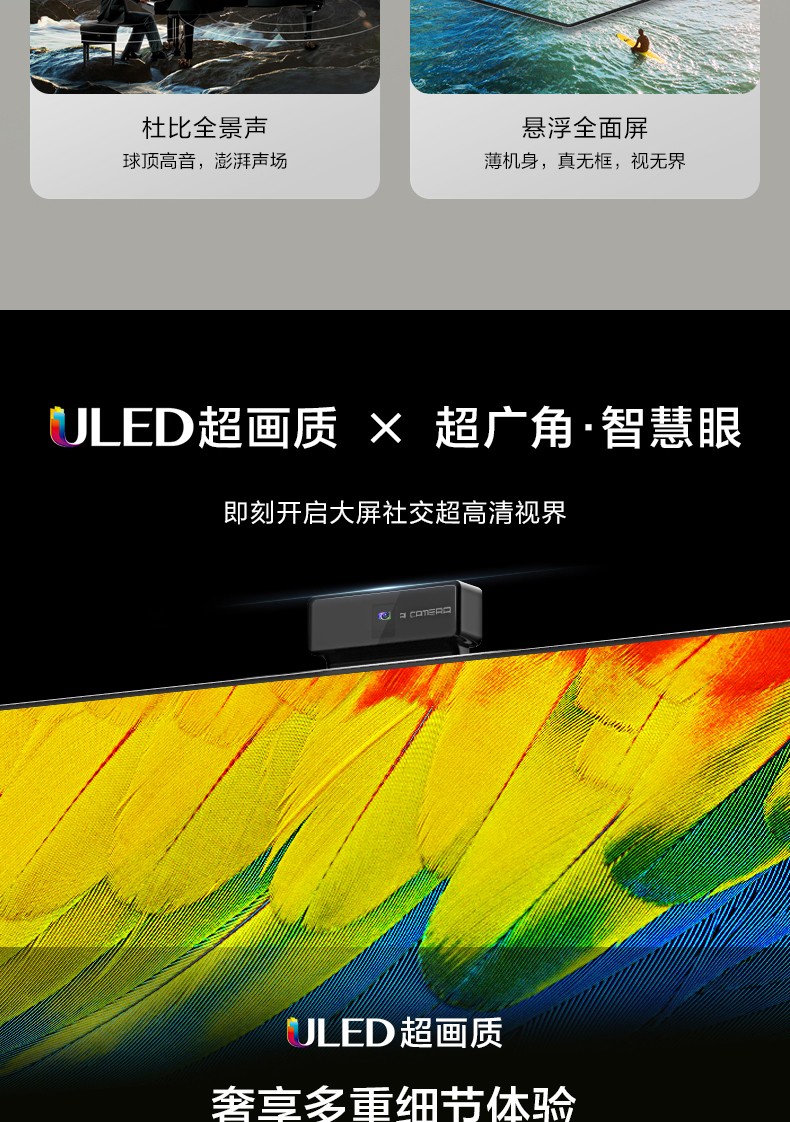 杜比全景声
球顶高音，澎湃声场
悬浮全面屏
薄机身，真无框，视无界
ULED超画质 × 超广角·智慧眼
即刻开启大屏社交超高清视界
AI CAMERA
ULED超画质
奢享多重细节体验